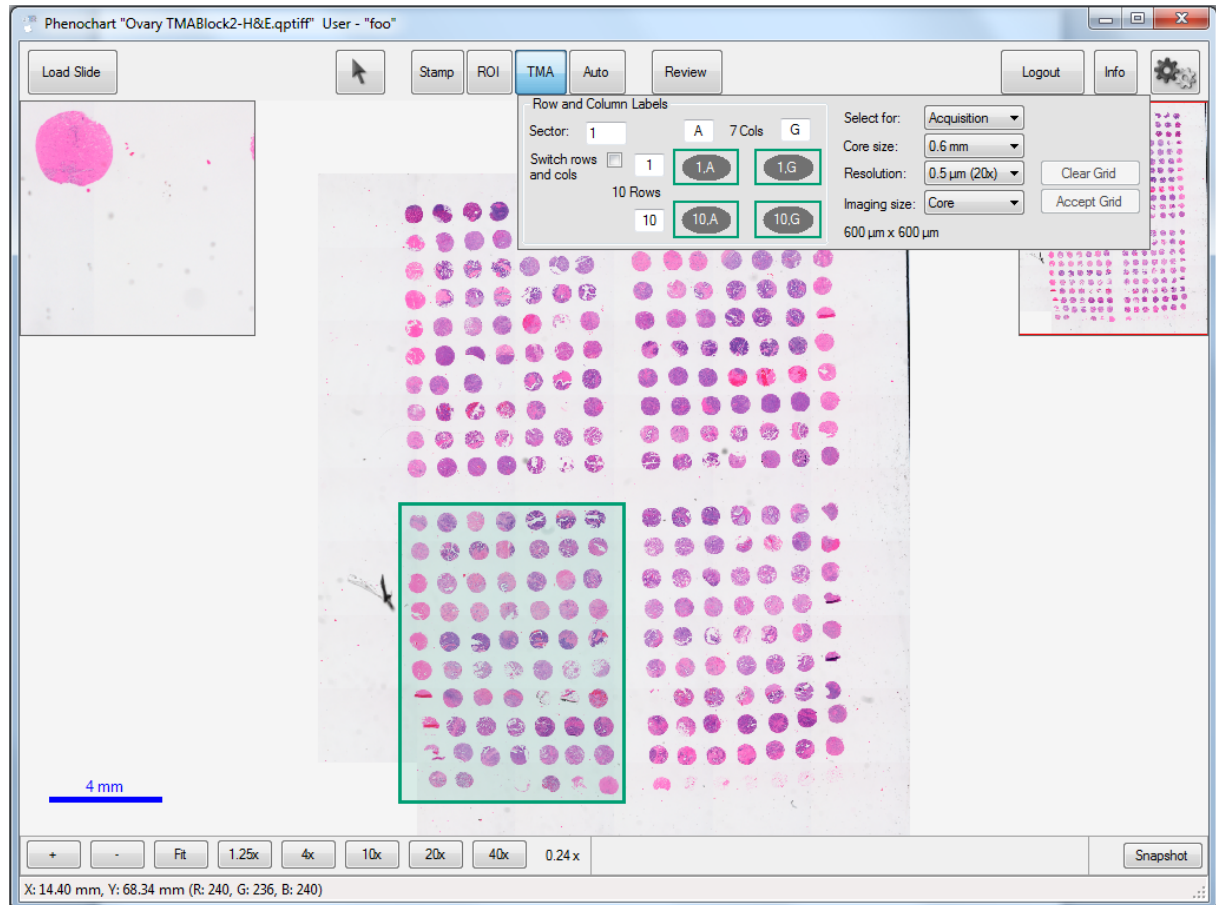 Phenochart "Ovary TMABlock2-H&E.qptiff" User - "foo"
Load Slide Stamp ROI TMA Auto Review Logout Info
Row and Column Labels
Sector: 1 A 7 Cols G
Switch rows and cols 1 1,A 1,G
10 Rows
10 10,A 10,G
Select for: Acquisition
Core size: 0.6 mm
Resolution: 0.5 µm (20x) Clear Grid
Imaging size: Core Accept Grid
600 µm x 600 µm
4 mm
+ - Fit 1.25x 4x 10x 20x 40x 0.24 x Snapshot
X: 14.40 mm, Y: 68.34 mm (R: 240, G: 236, B: 240)